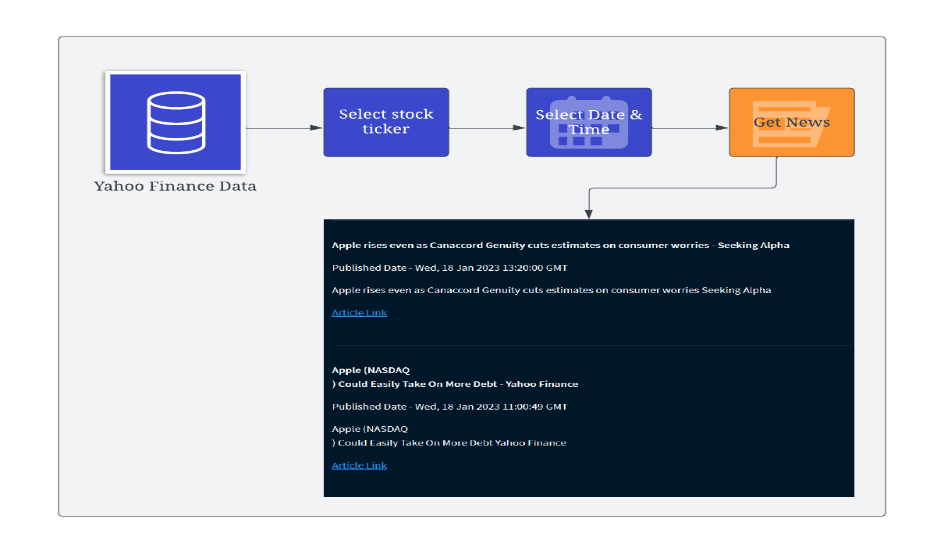 Yahoo Finance Data
Select stock
ticker
Select Date &
Time
Get News
Apple rises even as Canaccord Genuity cuts estimates on consumer worries - Seeking Alpha
Published Date - Wed, 18 Jan 2023 13:20:00 GMT
Apple rises even as Canaccord Genuity cuts estimates on consumer worries Seeking Alpha
Article Link
Apple (NASDAQ
) Could Easily Take On More Debt - Yahoo Finance
Published Date - Wed, 18 Jan 2023 11:00:49 GMT
Apple (NASDAQ
) Could Easily Take On More Debt Yahoo Finance
Article Link